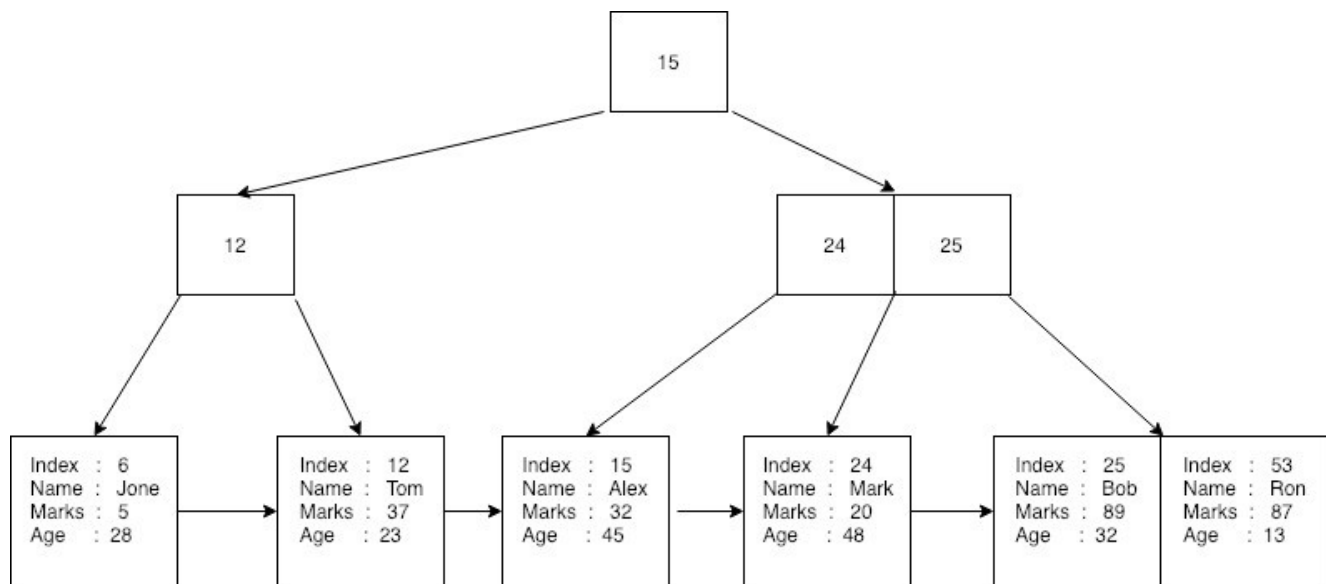 15
12
24
25
Index : 6
Name : Jone
Marks : 5
Age : 28
Index : 12
Name : Tom
Marks : 37
Age : 23
Index : 15
Name : Alex
Marks : 32
Age : 45
Index : 24
Name : Mark
Marks : 20
Age : 48
Index : 25
Name : Bob
Marks : 89
Age : 32
Index : 53
Name : Ron
Marks : 87
Age : 13